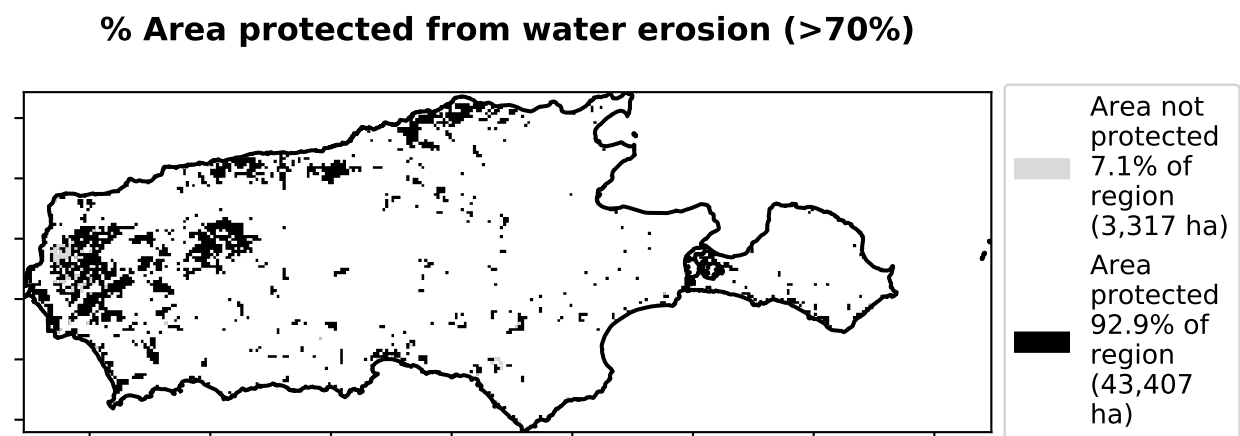 % Area protected from water erosion (>70%)
Area not
protected
7.1% of
region
(3,317 ha)
Area
protected
92.9% of
region
(43,407
ha)